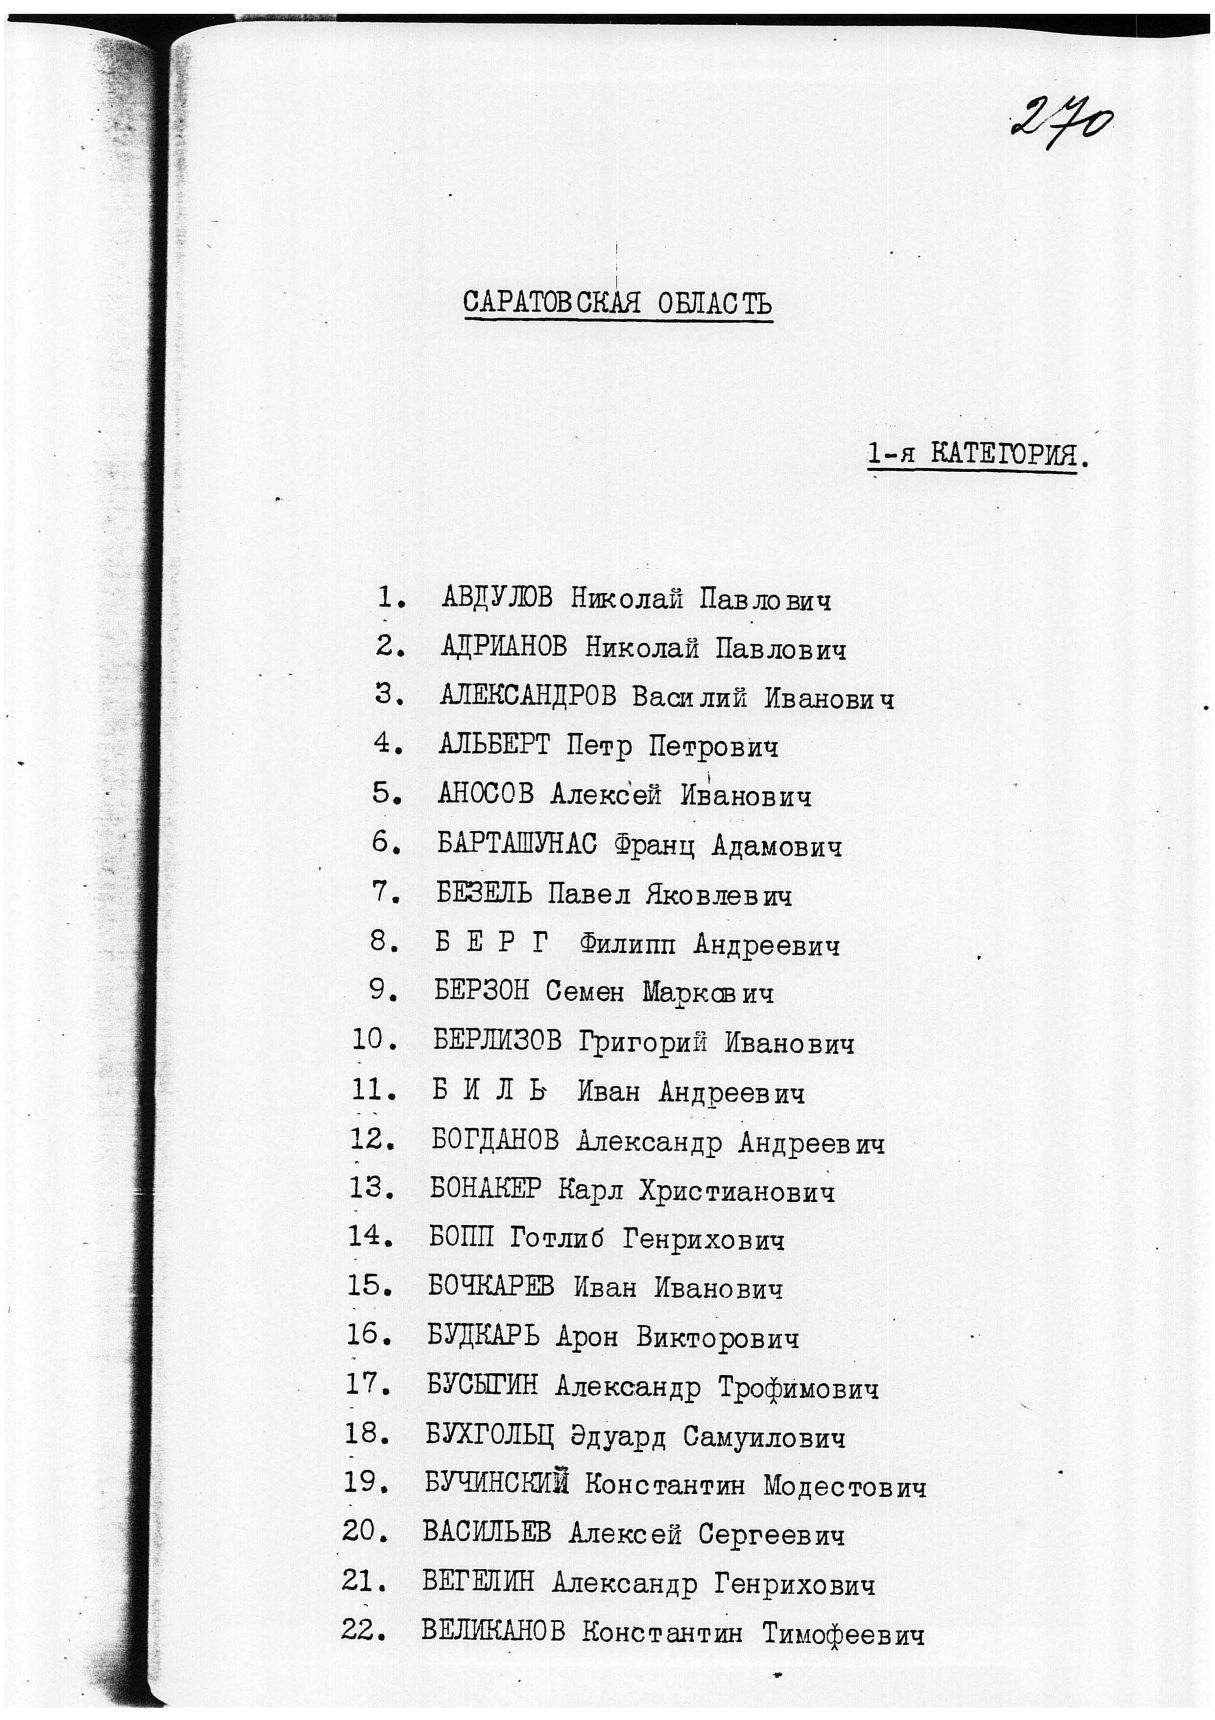 270
САРАТОВСКАЯ ОБЛАСТЬ
1-я КАТЕГОРИЯ.
1. АВДУЛОВ Николай Павлович
2. АДРИАНОВ Николай Павлович
3. АЛЕКСАНДРОВ Василий Иванович
4. АЛЬБЕРТ Петр Петрович
5. АНОСОВ Алексей Иванович
6. БАРТАШУНАС Франц Адамович
7. БЕЗЕЛЬ Павел Яковлевич
8. Б Е Р Г Филипп Андреевич
9. БЕРЗОН Семен Маркович
10. БЕРЛИЗОВ Григорий Иванович
11. Б И Л Ь Иван Андреевич
12. БОГДАНОВ Александр Андреевич
13. БОНАКЕР Карл Христианович
14. БОПП Готлиб Генрихович
15. БОЧКАРЕВ Иван Иванович
16. БУДКАРЬ Арон Викторович
17. БУСЫГИН Александр Трофимович
18. БУХГОЛЬЦ Эдуард Самуилович
19. БУЧИНСКИЙ Константин Модестович
20. ВАСИЛЬЕВ Алексей Сергеевич
21. ВЕГЕЛИН Александр Генрихович
22. ВЕЛИКАНОВ Константин Тимофеевич